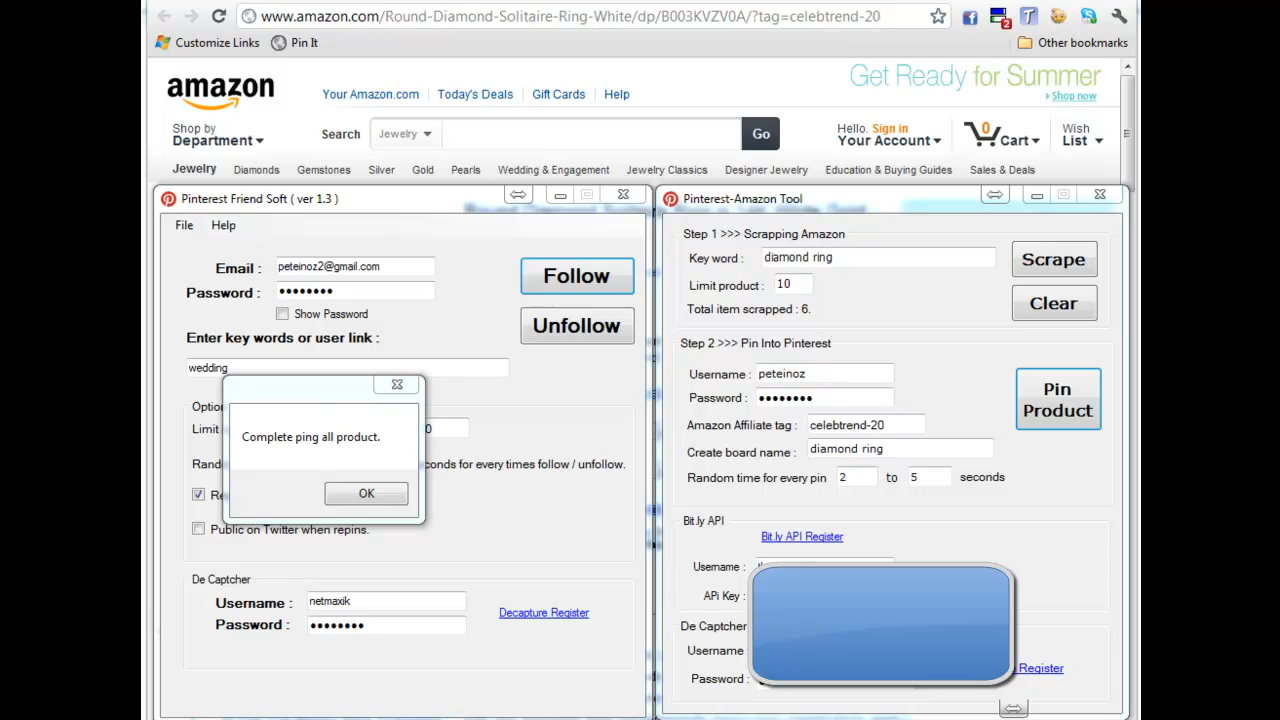 www.amazon.com/Round-Diamond-Solitaire-Ring-White/dp/B003KVZV0A/?tag=celebtrend-20
2
Customize Links Pin It Other bookmarks
amazon
Your Amazon.com Today's Deals Gift Cards Help
Get Ready for Summer
Shop now
Shop by
Department
Search Jewelry Go
Hello. Sign in
Your Account
0
Cart
Wish
List
Jewelry Diamonds Gemstones Silver Gold Pearls Wedding & Engagement Jewelry Classics Designer Jewelry Education & Buying Guides Sales & Deals
Pinterest Friend Soft ( ver 1.3 )
File Help
Email : peteinoz2@gmail.com
Password : ••••••••
Show Password
Follow
Unfollow
Enter key words or user link :
wedding
Limit
0
conds for every times follow / unfollow.
Public on Twitter when repins.
Complete ping all product.
OK
De Captcher
Username : netmaxik
Password : ••••••••
Decapture Register
Pinterest-Amazon Tool
Step 1 >>> Scrapping Amazon
Key word : diamond ring
Limit product : 10
Total item scrapped : 6.
Scrape
Clear
Step 2 >>> Pin Into Pinterest
Username : peteinoz
Password : ••••••••
Amazon Affiliate tag : celebtrend-20
Create board name : diamond ring
Random time for every pin 2 to 5 seconds
Pin
Product
Bit.ly API
Bit.ly API Register
Username :
APi Key :
De Captcher
Username
Password :
Register